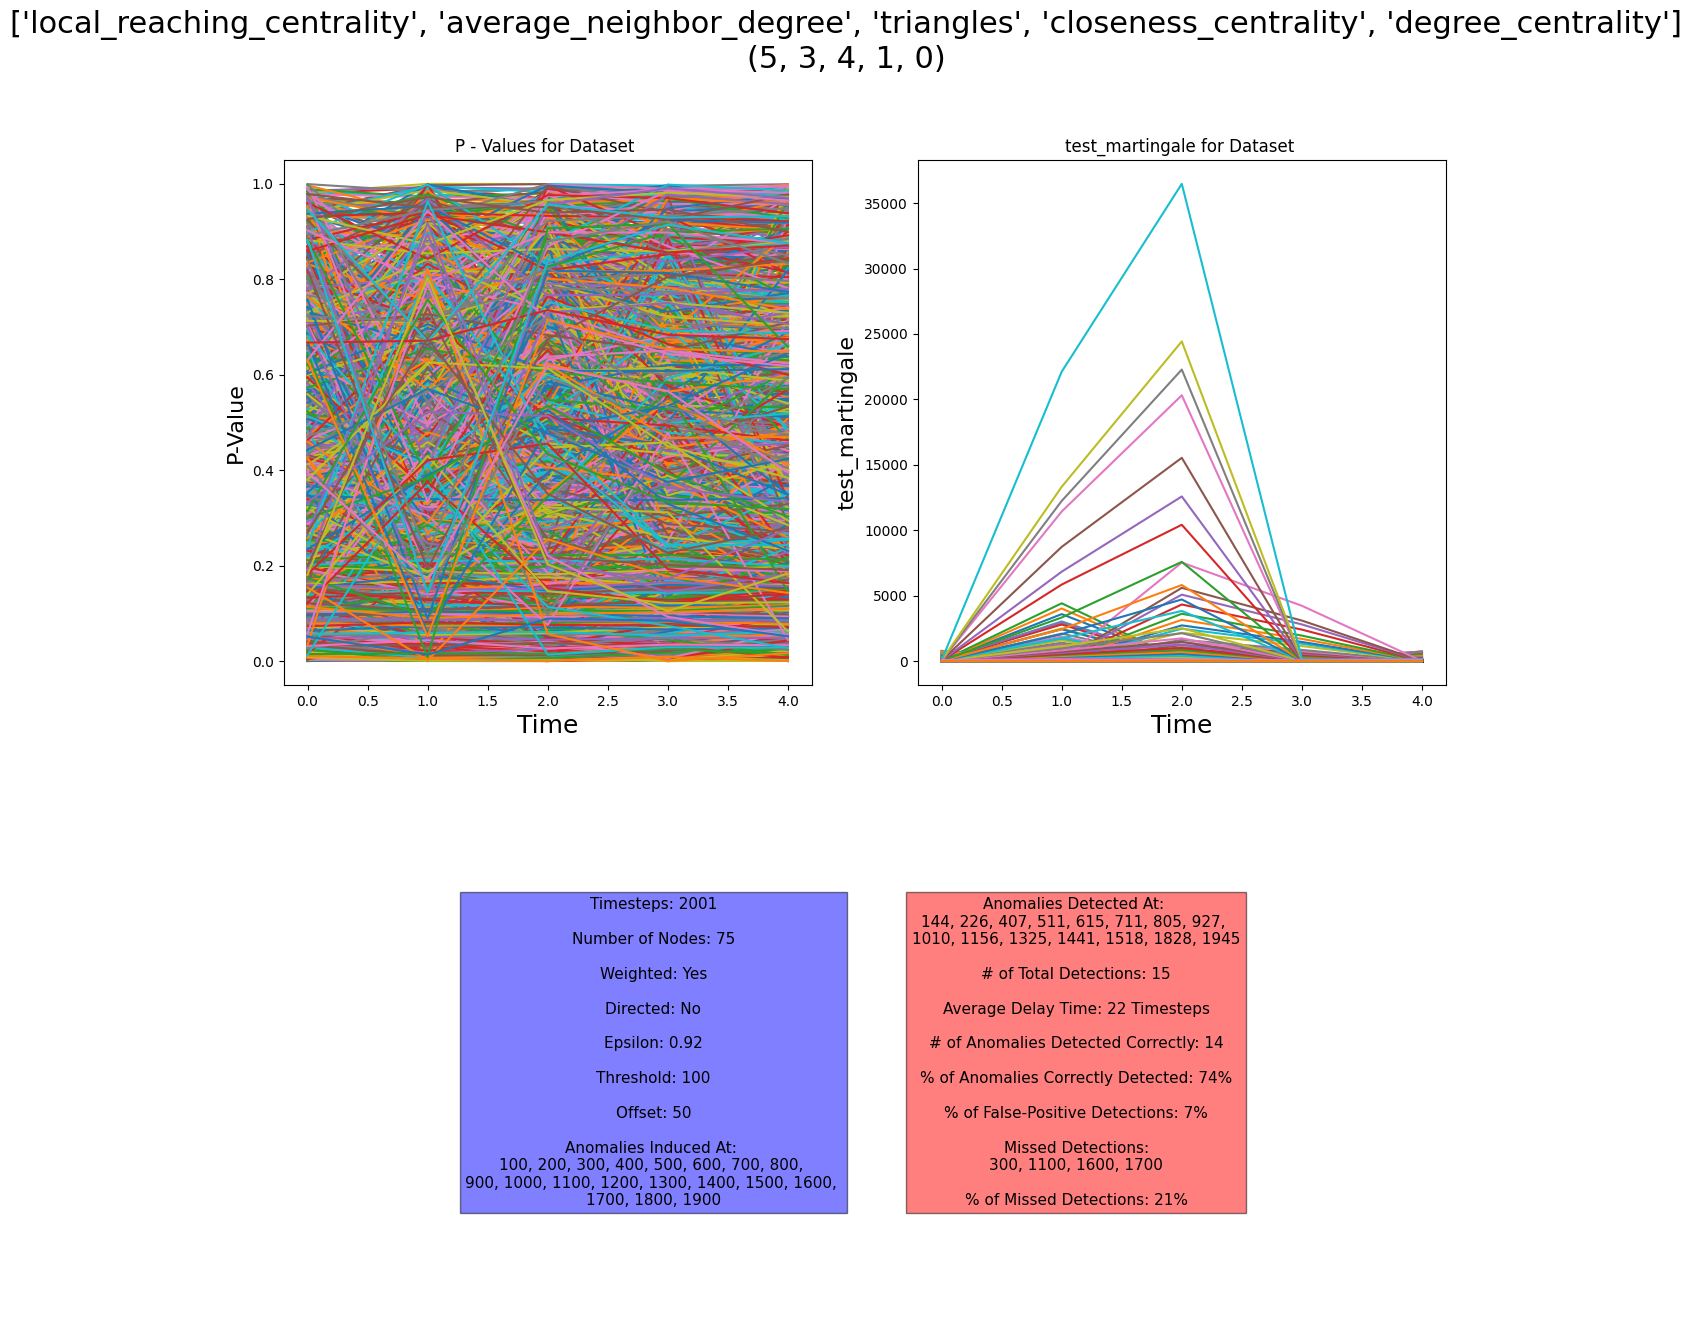 ['local_reaching_centrality', 'average_neighbor_degree', 'triangles', 'closeness_centrality', 'degree_centrality']
(5, 3, 4, 1, 0)
P - Values for Dataset
1.0
0.8
0.6
0.4
0.2
0.0
P-Value
0.0 0.5 1.0 1.5 2.0 2.5 3.0 3.5 4.0
Time
test_martingale for Dataset
35000
30000
25000
20000
15000
10000
5000
0
test_martingale
0.0 0.5 1.0 1.5 2.0 2.5 3.0 3.5 4.0
Time
Timesteps: 2001
Number of Nodes: 75
Weighted: Yes
Directed: No
Epsilon: 0.92
Threshold: 100
Offset: 50
Anomalies Induced At:
100, 200, 300, 400, 500, 600, 700, 800,
900, 1000, 1100, 1200, 1300, 1400, 1500, 1600,
1700, 1800, 1900
Anomalies Detected At:
144, 226, 407, 511, 615, 711, 805, 927,
1010, 1156, 1325, 1441, 1518, 1828, 1945
# of Total Detections: 15
Average Delay Time: 22 Timesteps
# of Anomalies Detected Correctly: 14
% of Anomalies Correctly Detected: 74%
% of False-Positive Detections: 7%
Missed Detections:
300, 1100, 1600, 1700
% of Missed Detections: 21%